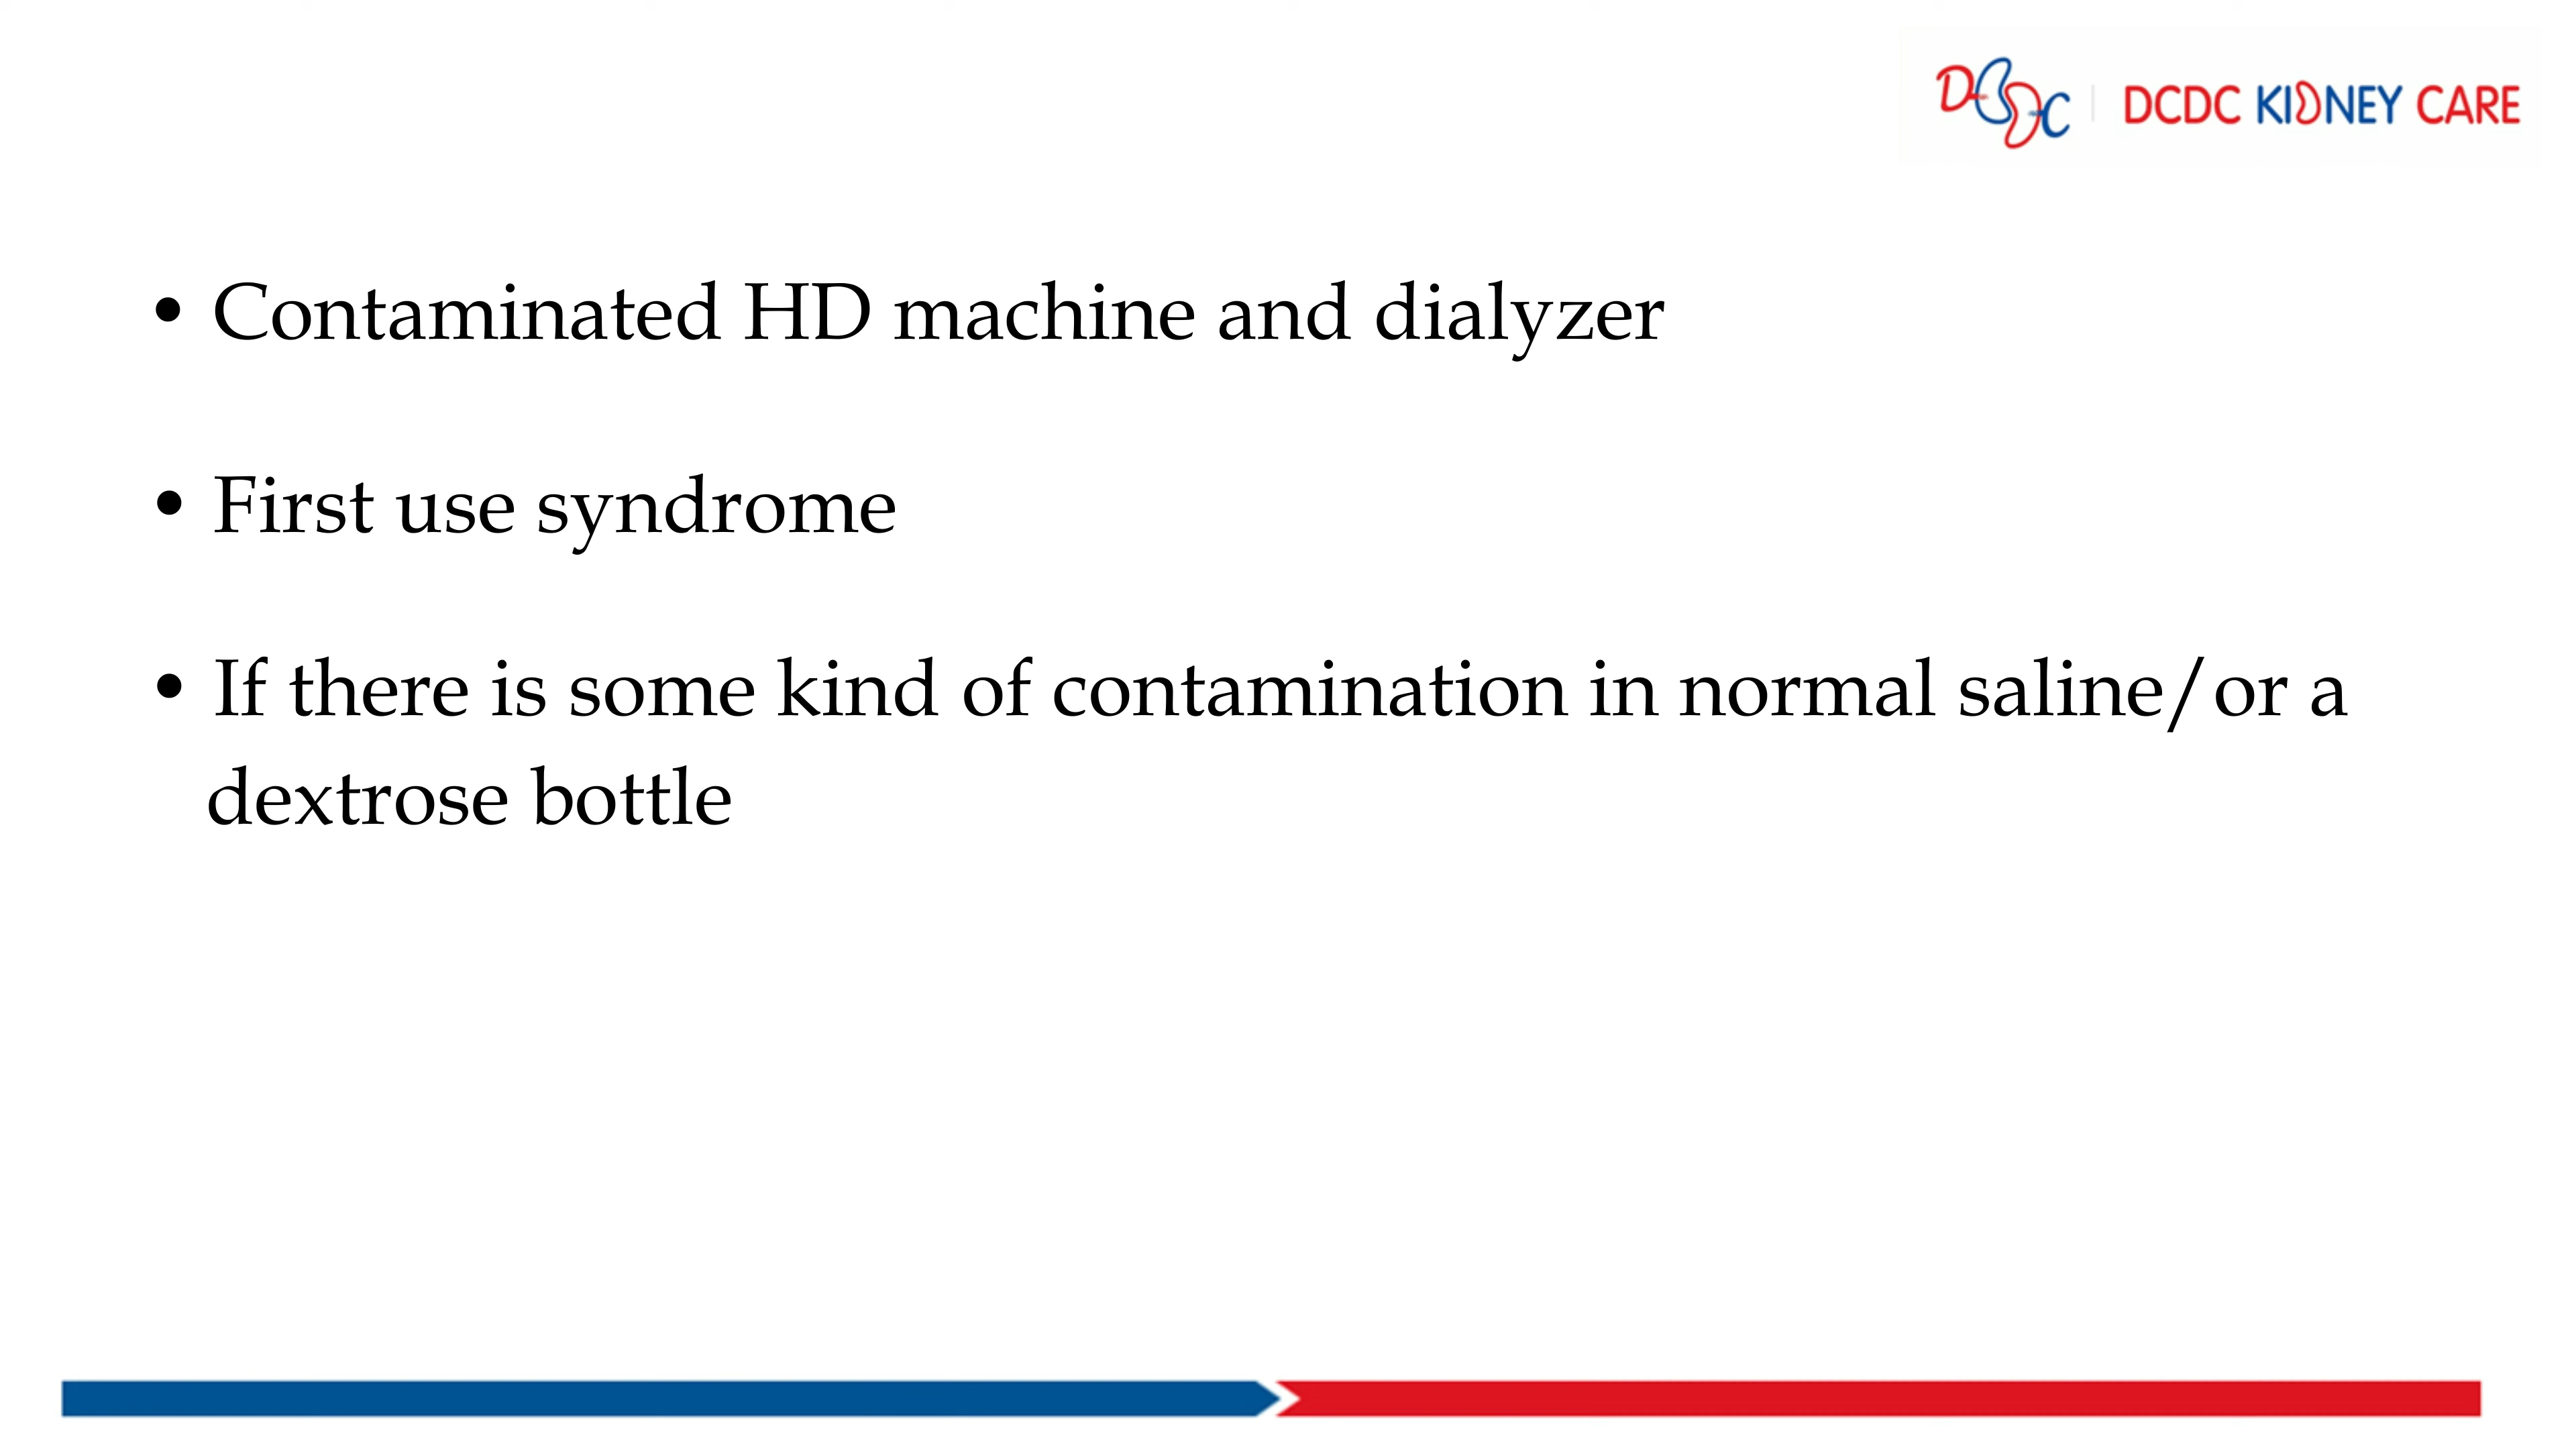 DCDC
DCDC KIDNEY CARE
• Contaminated HD machine and dialyzer
• First use syndrome
• If there is some kind of contamination in normal saline/or a
dextrose bottle